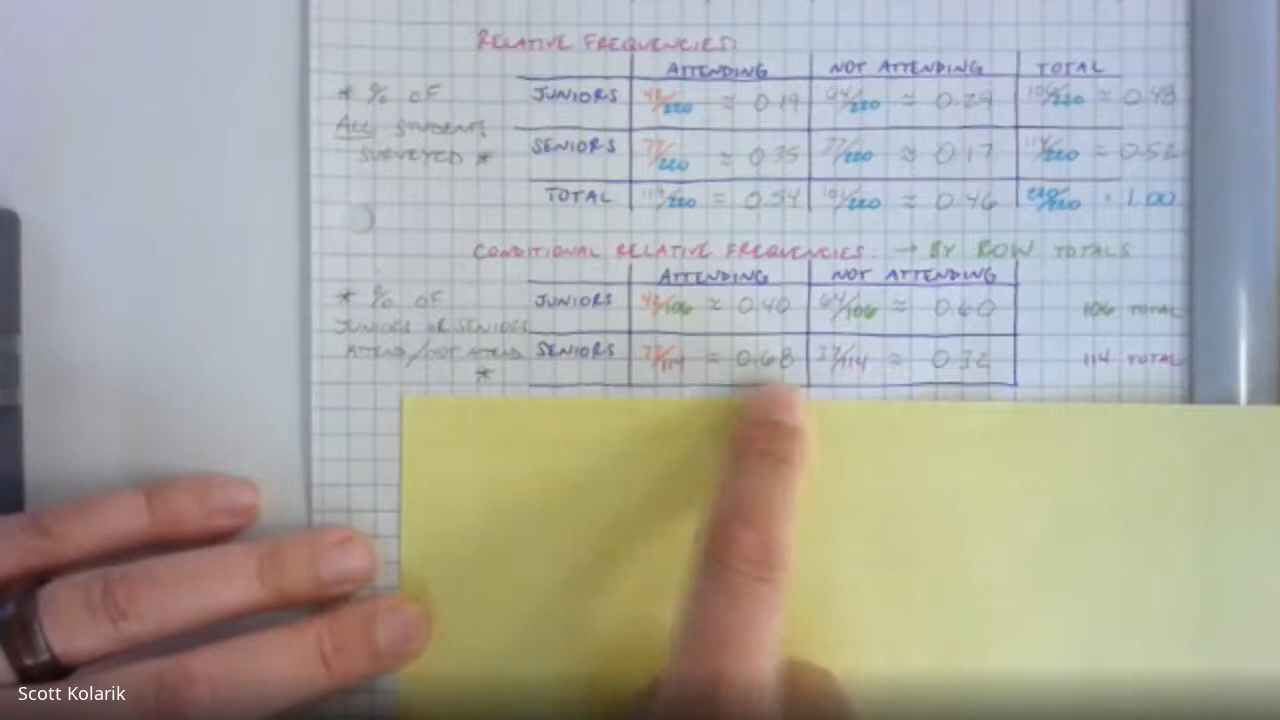 RELATIVE FREQUENCIES:
ATTENDING NOT ATTENDING TOTAL
* % OF JUNIORS 42/220 ≈ 0.19 64/220 ≈ 0.29 106/220 ≈ 0.48
ALL STUDENTS
SURVEYED * SENIORS 77/220 ≈ 0.35 37/220 ≈ 0.17 114/220 ≈ 0.52
TOTAL 119/220 ≈ 0.54 101/220 ≈ 0.46 220/220 = 1.00
CONDITIONAL RELATIVE FREQUENCIES: → BY ROW TOTALS
ATTENDING NOT ATTENDING
* % OF JUNIORS 42/106 ≈ 0.40 64/106 ≈ 0.60 106 TOTAL
JUNIORS OR SENIORS
ATTEND/NOT ATTEND SENIORS 77/114 ≈ 0.68 37/114 ≈ 0.32 114 TOTAL
*
Scott Kolarik